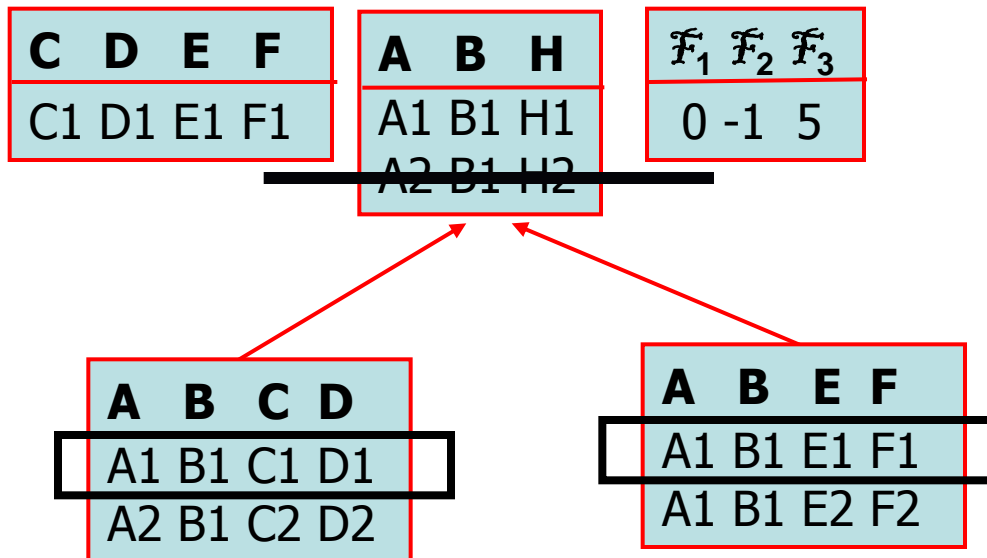 C D E F
C1 D1 E1 F1
A B H
A1 B1 H1
A2 B1 H2
ℱ1 ℱ2 ℱ3
0 -1 5
A B C D
A1 B1 C1 D1
A2 B1 C2 D2
A B E F
A1 B1 E1 F1
A1 B1 E2 F2